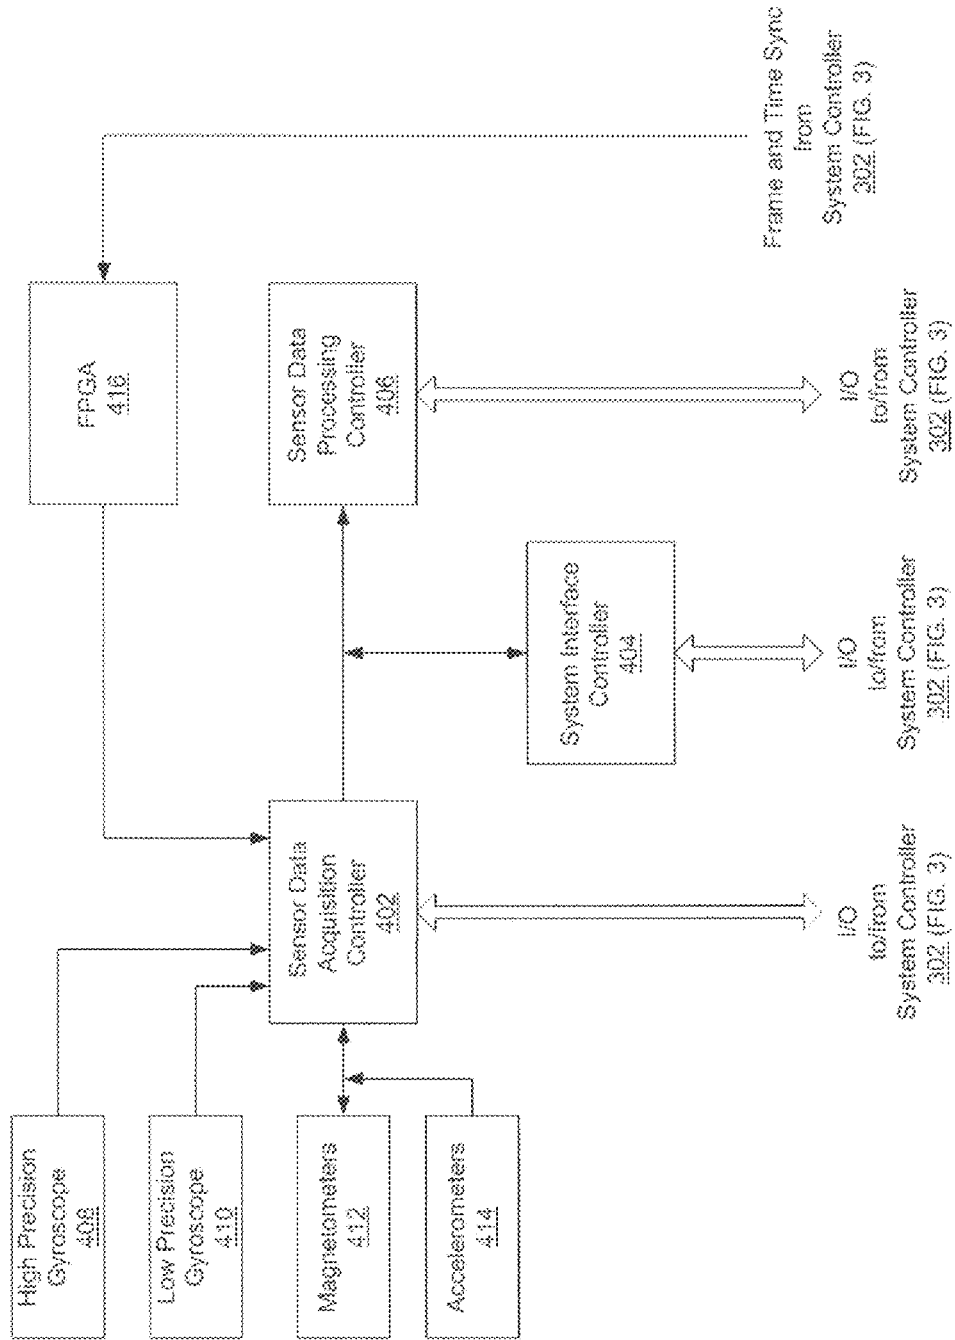 High Precision
Gyroscope
408
Low Precision
Gyroscope
410
Magnetometers
412
Accelerometers
414
Sensor Data
Acquisition
Controller
402
FPGA
416
Sensor Data
Processing
Controller
406
System Interface
Controller
404
I/O
to/from
System Controller
302 (FIG. 3)
I/O
to/from
System Controller
302 (FIG. 3)
I/O
to/from
System Controller
302 (FIG. 3)
Frame and Time Sync
from
System Controller
302 (FIG. 3)